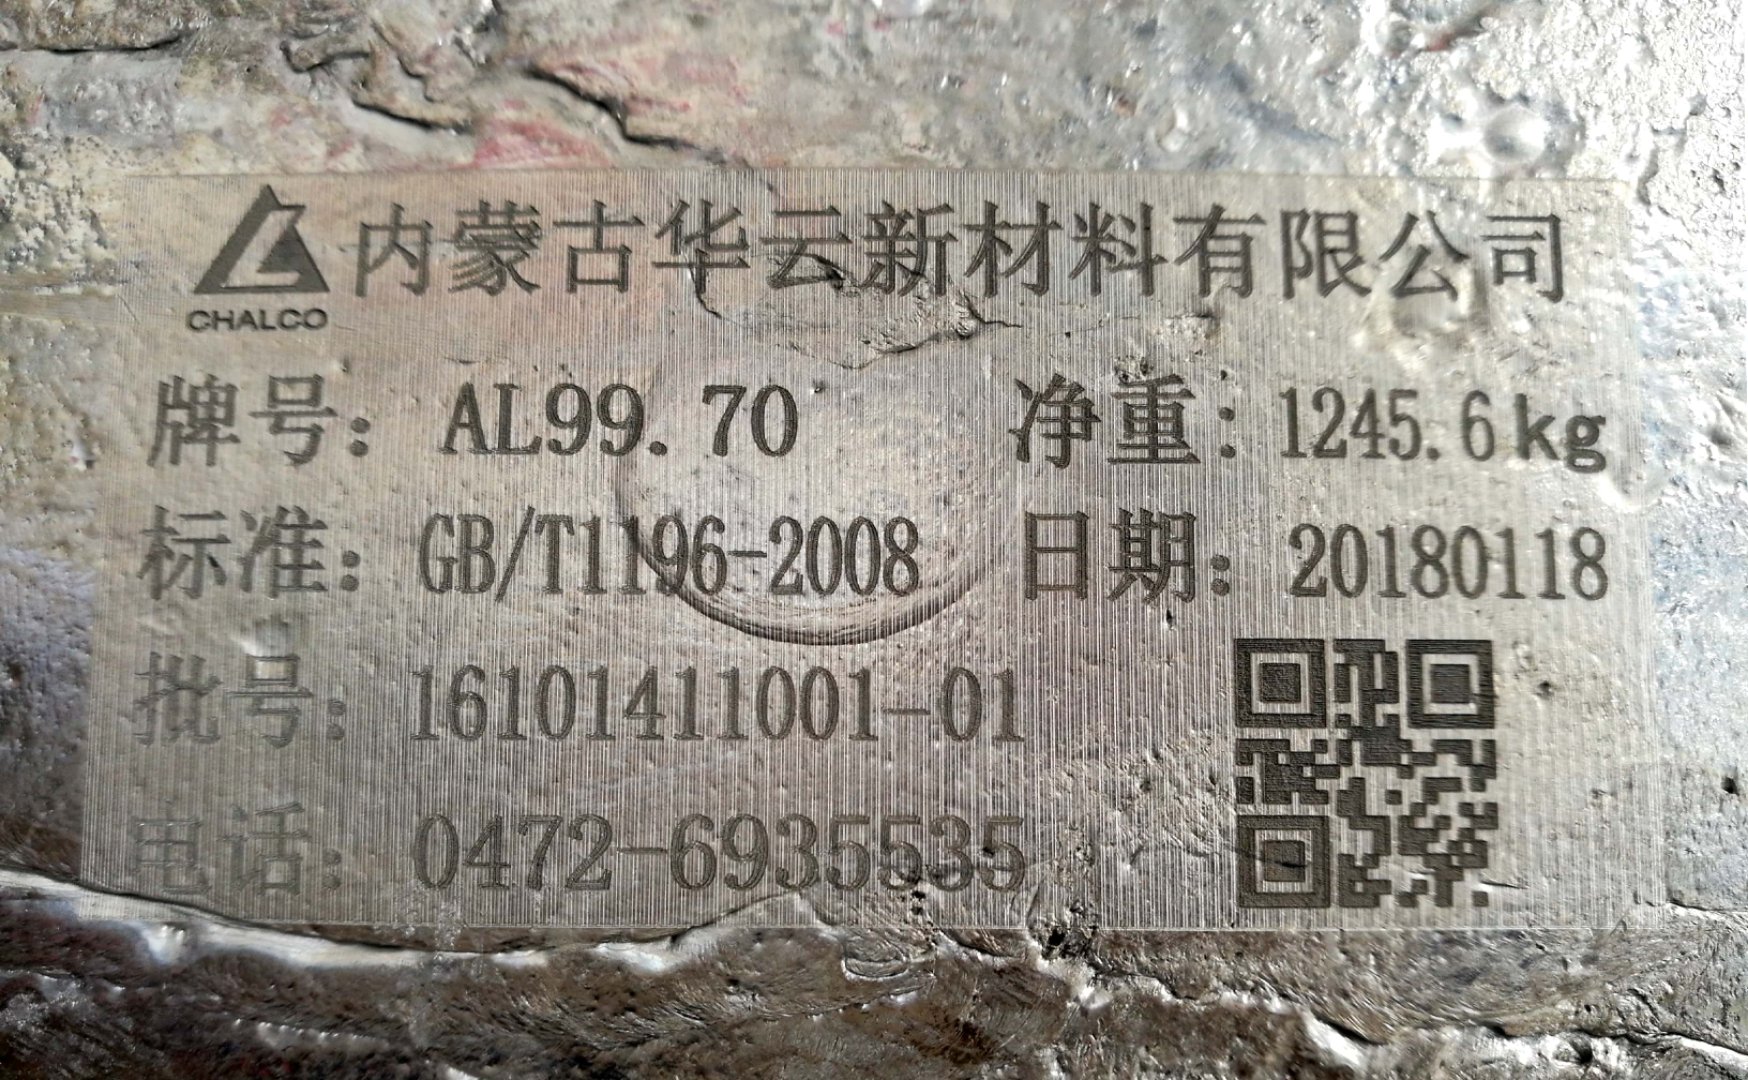 内蒙古华云新材料有限公司
CHALCO
牌号: AL99.70 净重: 1245.6kg
标准: GB/T1196-2008 日期: 20180118
批号: 16101411001-01
电话: 0472-6935535